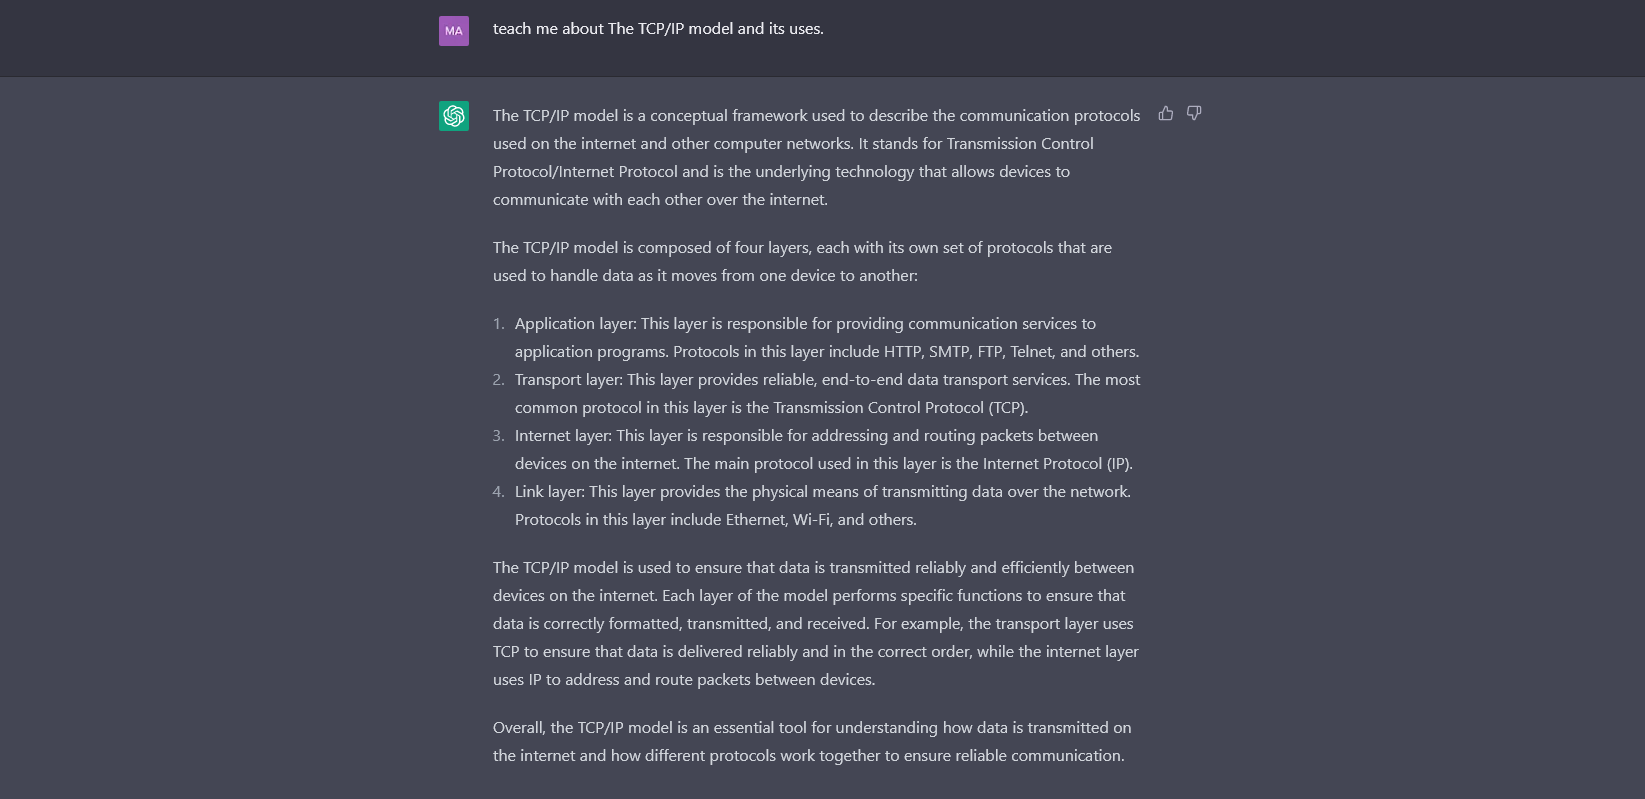 MA
teach me about The TCP/IP model and its uses.
The TCP/IP model is a conceptual framework used to describe the communication protocols
used on the internet and other computer networks. It stands for Transmission Control
Protocol/Internet Protocol and is the underlying technology that allows devices to
communicate with each other over the internet.
The TCP/IP model is composed of four layers, each with its own set of protocols that are
used to handle data as it moves from one device to another:
1. Application layer: This layer is responsible for providing communication services to
application programs. Protocols in this layer include HTTP, SMTP, FTP, Telnet, and others.
2. Transport layer: This layer provides reliable, end-to-end data transport services. The most
common protocol in this layer is the Transmission Control Protocol (TCP).
3. Internet layer: This layer is responsible for addressing and routing packets between
devices on the internet. The main protocol used in this layer is the Internet Protocol (IP).
4. Link layer: This layer provides the physical means of transmitting data over the network.
Protocols in this layer include Ethernet, Wi-Fi, and others.
The TCP/IP model is used to ensure that data is transmitted reliably and efficiently between
devices on the internet. Each layer of the model performs specific functions to ensure that
data is correctly formatted, transmitted, and received. For example, the transport layer uses
TCP to ensure that data is delivered reliably and in the correct order, while the internet layer
uses IP to address and route packets between devices.
Overall, the TCP/IP model is an essential tool for understanding how data is transmitted on
the internet and how different protocols work together to ensure reliable communication.